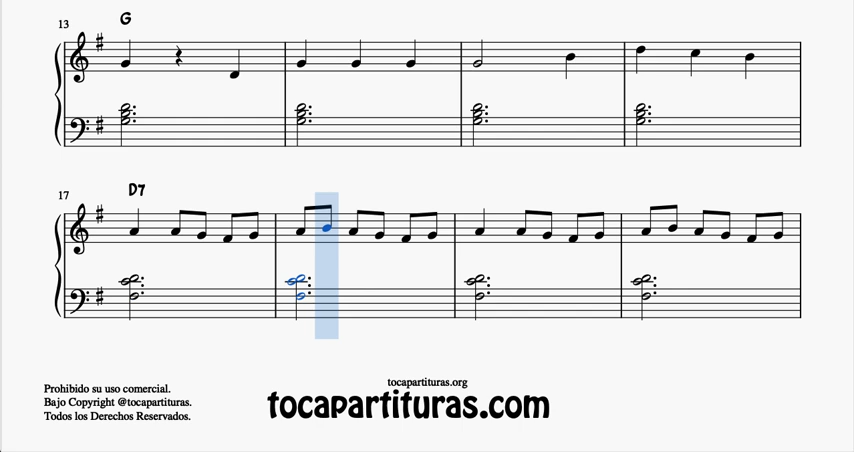 13
G
17
D7
tocapartituras.org
Prohibido su uso comercial.
Bajo Copyright @tocapartituras.
Todos los Derechos Reservados.
tocapartituras.com